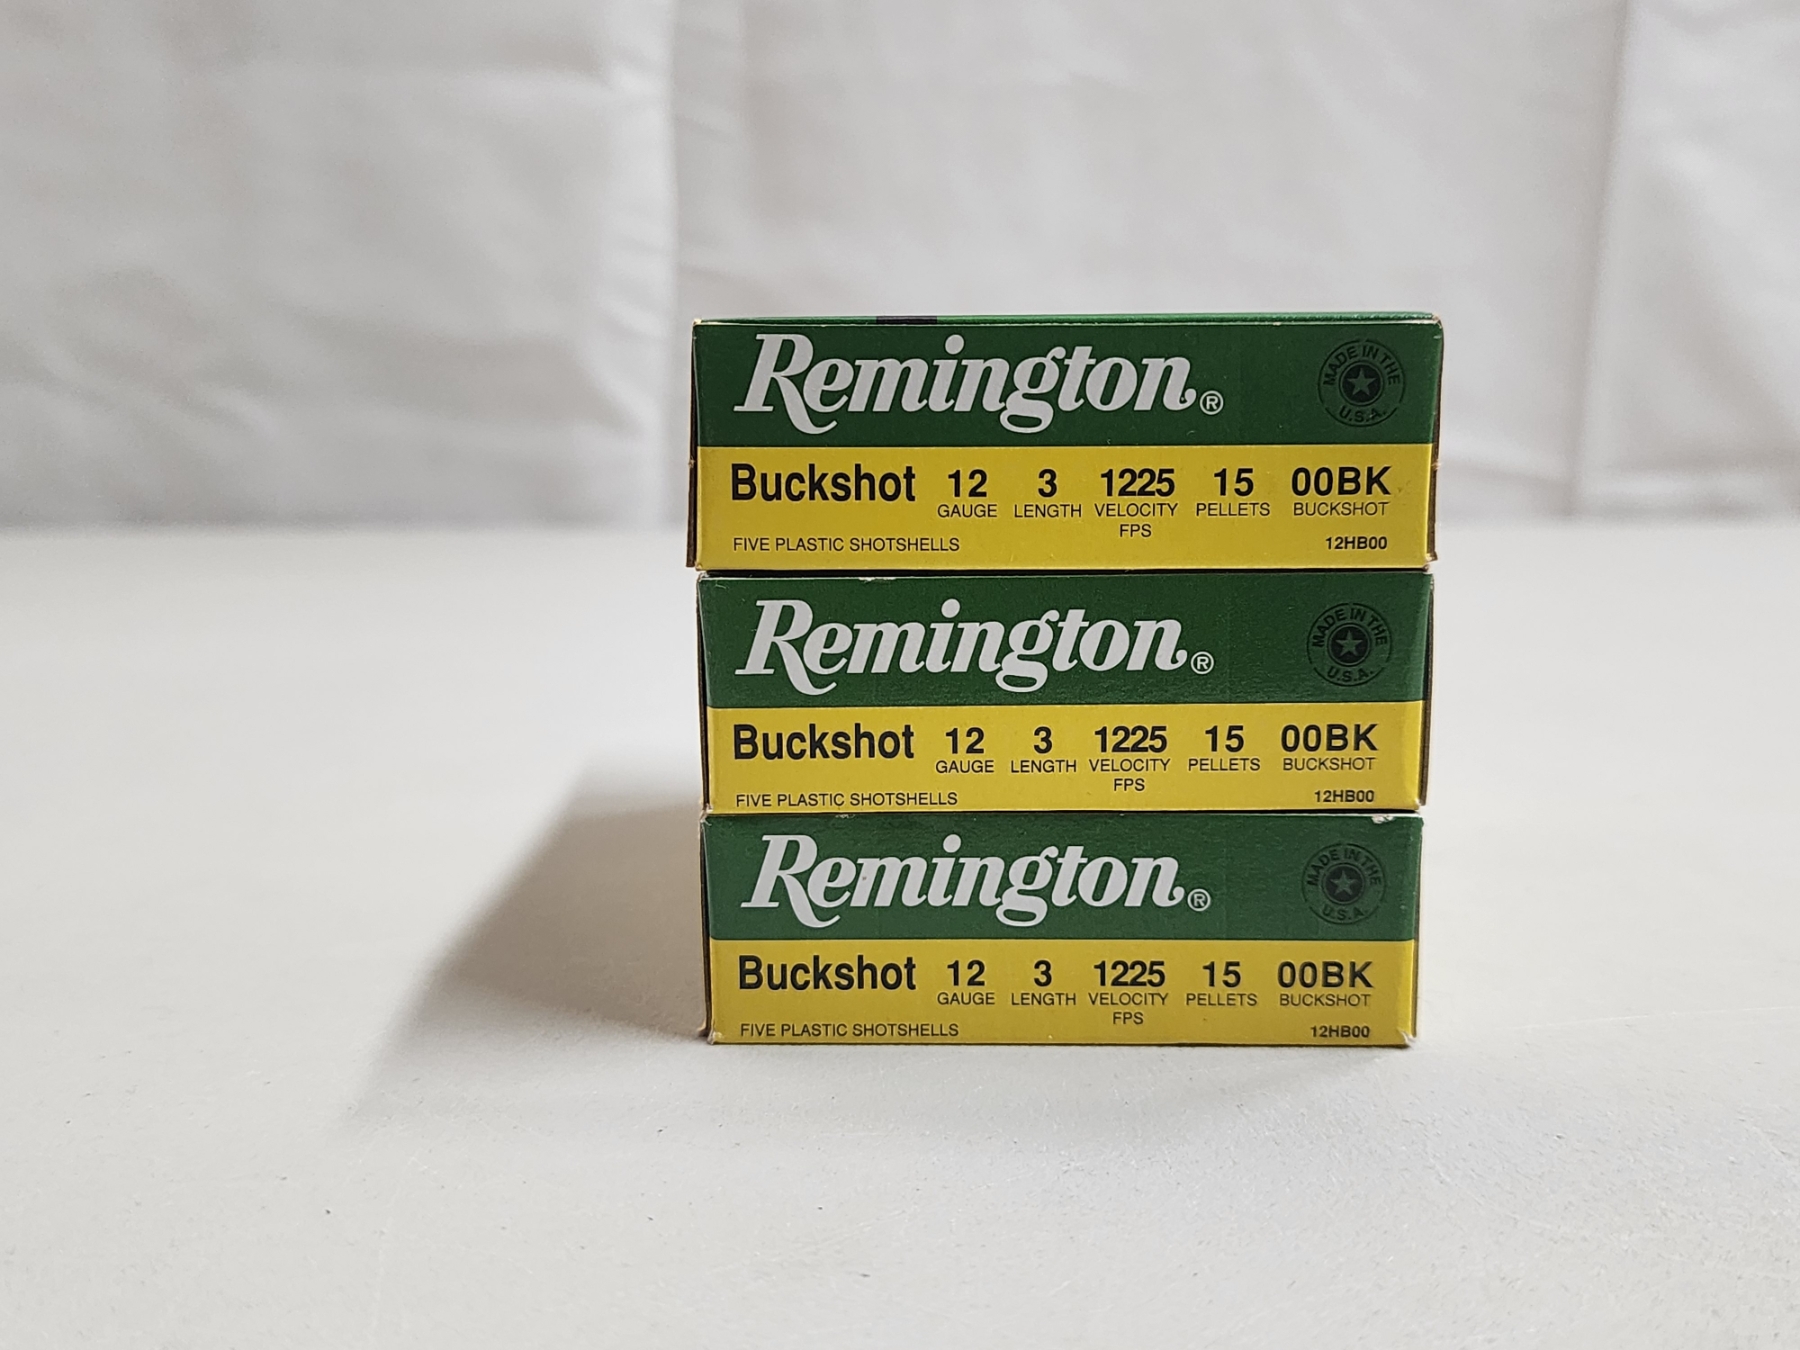 Remington®
MADE IN THE U.S.A.
Buckshot 12 3 1225 15 00BK
GAUGE LENGTH VELOCITY PELLETS BUCKSHOT
FPS
FIVE PLASTIC SHOTSHELLS 12HB00
Remington®
MADE IN THE U.S.A.
Buckshot 12 3 1225 15 00BK
GAUGE LENGTH VELOCITY PELLETS BUCKSHOT
FPS
FIVE PLASTIC SHOTSHELLS 12HB00
Remington®
MADE IN THE U.S.A.
Buckshot 12 3 1225 15 00BK
GAUGE LENGTH VELOCITY PELLETS BUCKSHOT
FPS
FIVE PLASTIC SHOTSHELLS 12HB00